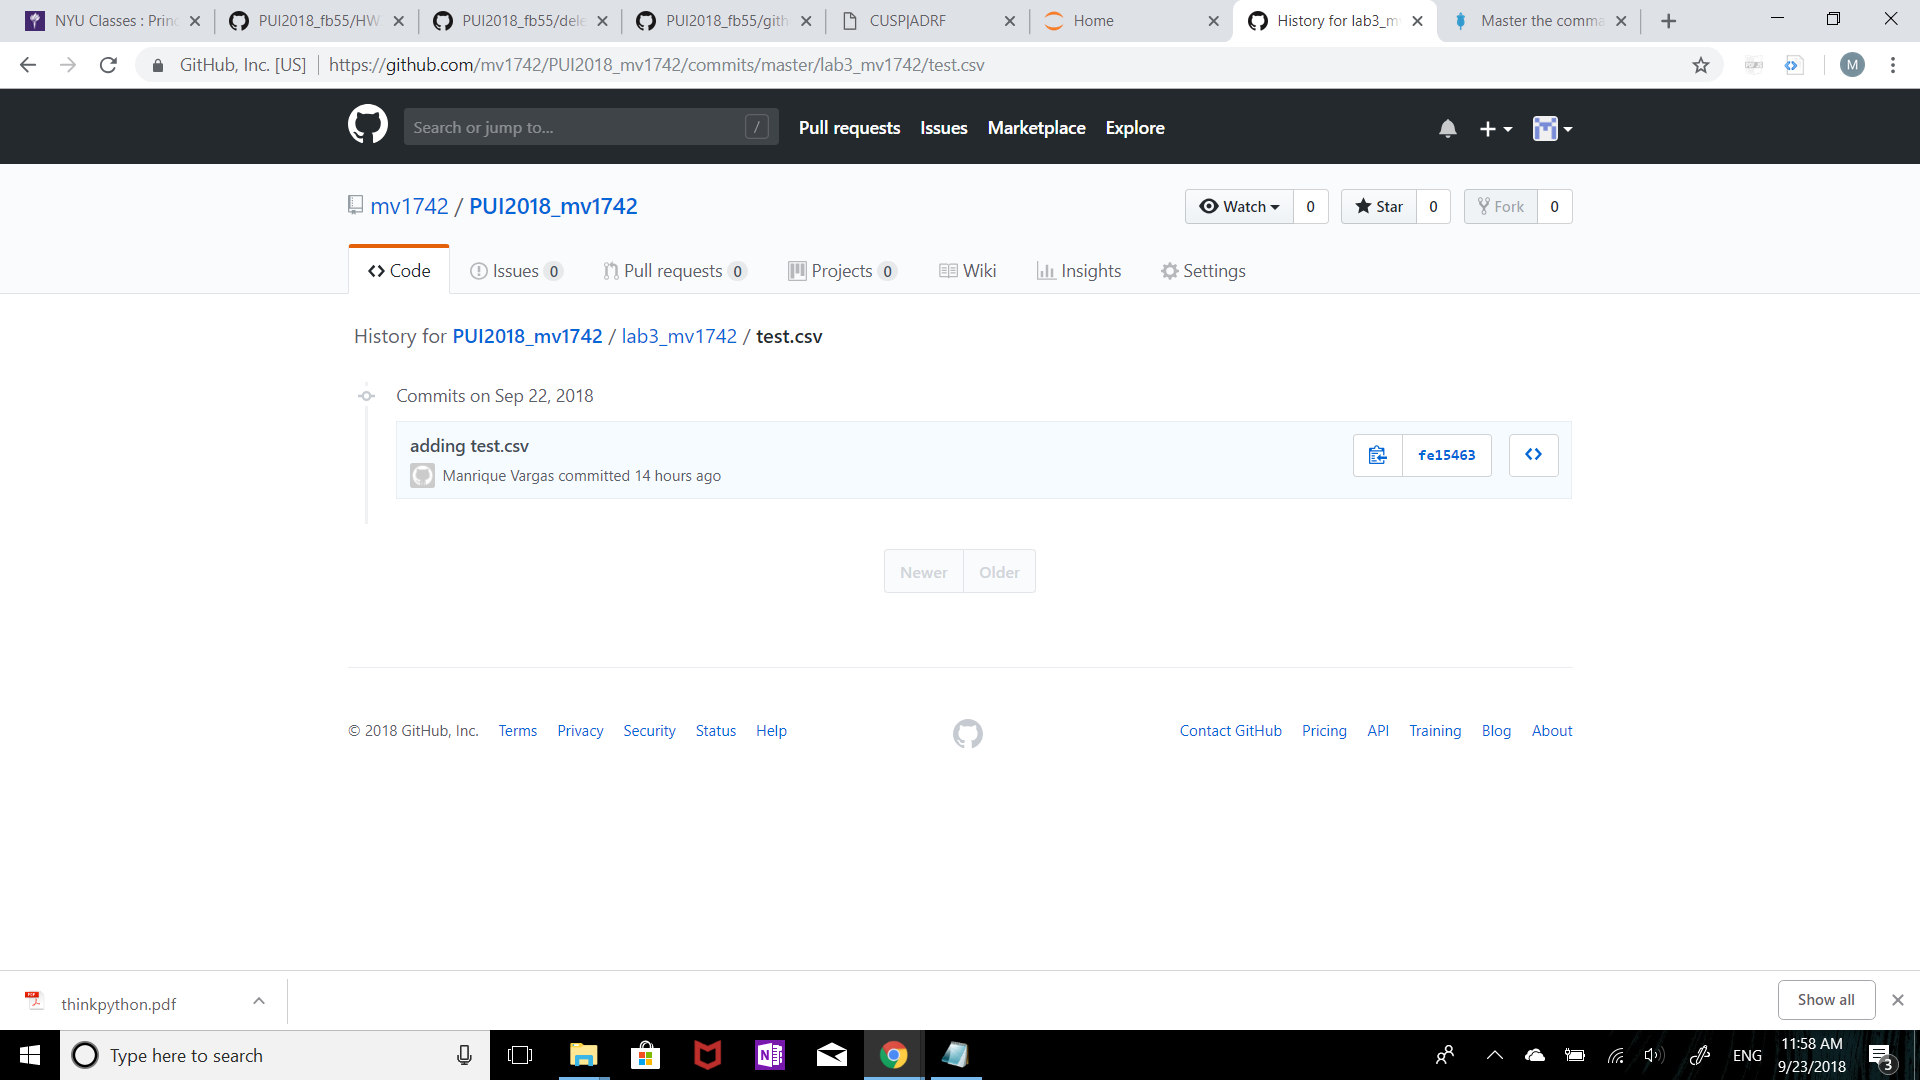 NYU Classes : Prin
PUI2018_fb55/HW
PUI2018_fb55/dele
PUI2018_fb55/gith
CUSP|ADRF
Home
History for lab3_m
Master the comma
GitHub, Inc. [US]
https://github.com/mv1742/PUI2018_mv1742/commits/master/lab3_mv1742/test.csv
M
Search or jump to...
/
Pull requests
Issues
Marketplace
Explore
mv1742 / PUI2018_mv1742
Watch 0
Star 0
Fork 0
Code
Issues 0
Pull requests 0
Projects 0
Wiki
Insights
Settings
History for PUI2018_mv1742 / lab3_mv1742 / test.csv
Commits on Sep 22, 2018
adding test.csv
fe15463
Manrique Vargas committed 14 hours ago
Newer
Older
© 2018 GitHub, Inc.
Terms
Privacy
Security
Status
Help
Contact GitHub
Pricing
API
Training
Blog
About
thinkpython.pdf
Show all
Type here to search
ENG
11:58 AM
9/23/2018
3